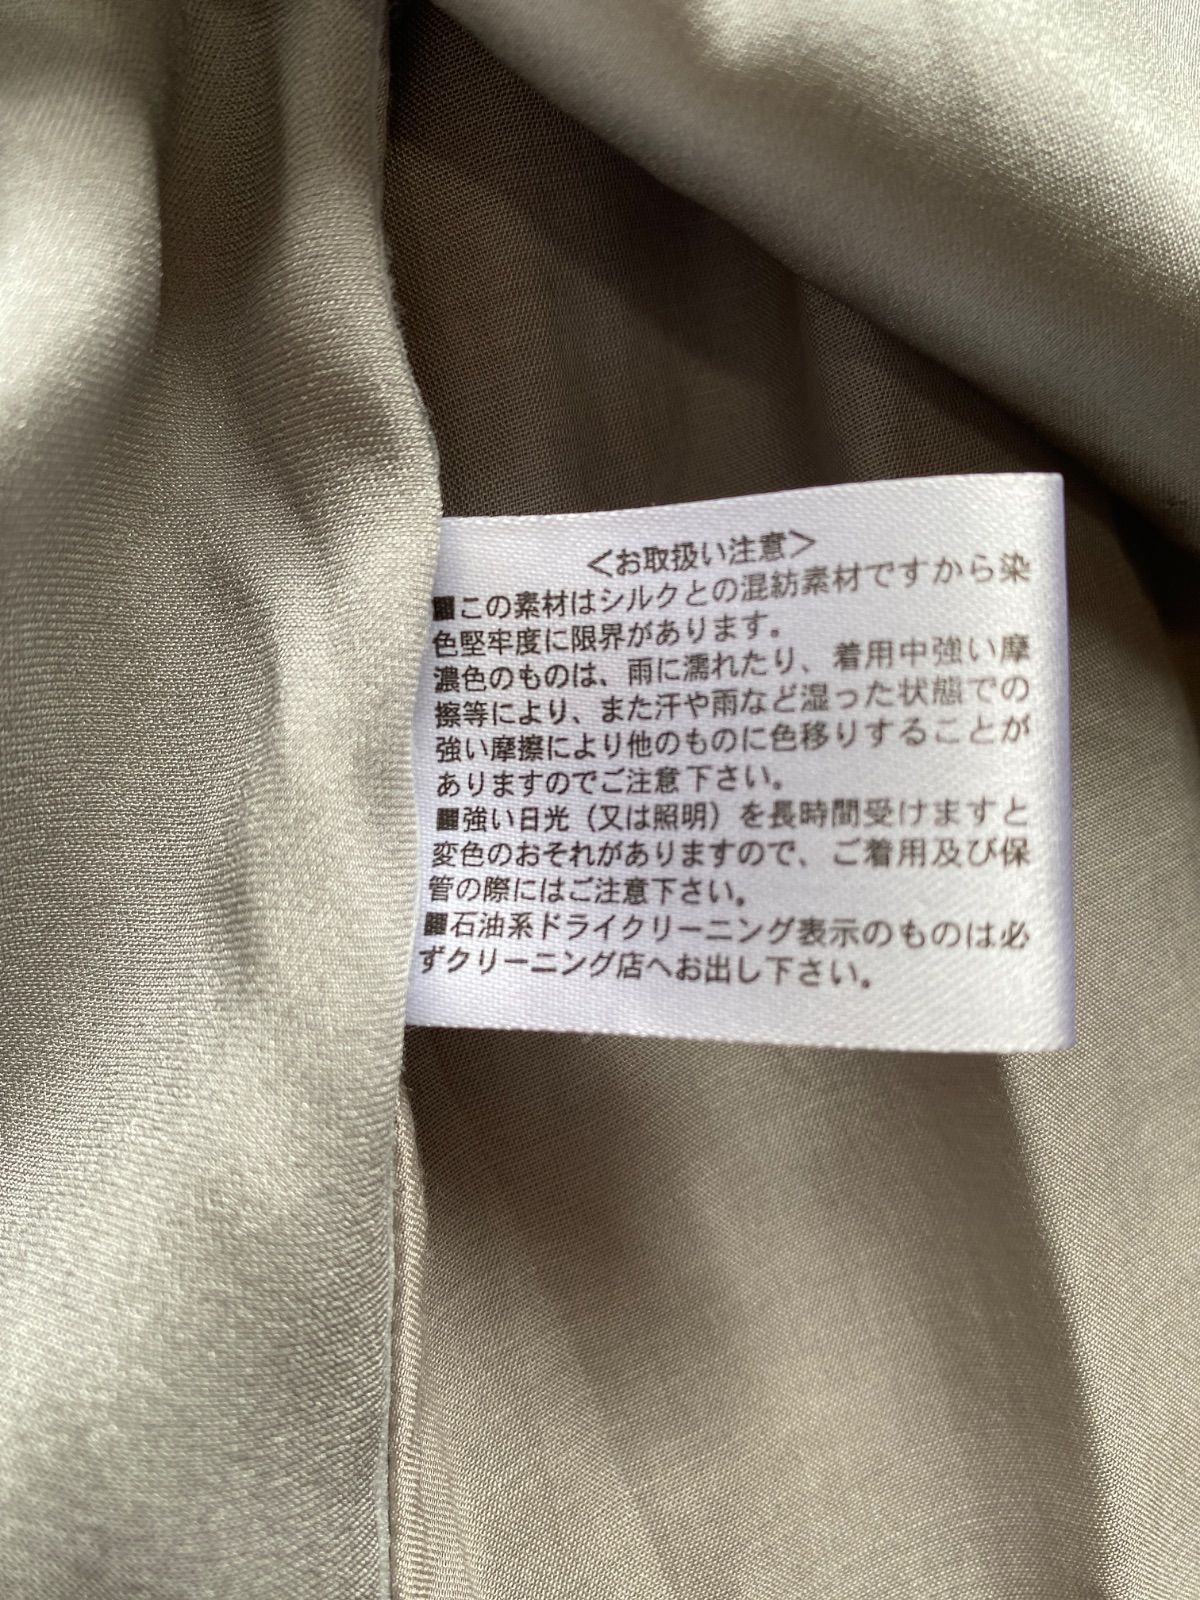 ＜お取扱い注意＞
■この素材はシルクとの混紡素材ですから染
色堅牢度に限界があります。
濃色のものは、雨に濡れたり、着用中強い摩
擦等により、また汗や雨など湿った状態での
強い摩擦により他のものに色移りすることが
ありますのでご注意下さい。
■強い日光（又は照明）を長時間受けますと
変色のおそれがありますので、ご着用及び保
管の際にはご注意下さい。
■石油系ドライクリーニング表示のものは必
ずクリーニング店へお出し下さい。